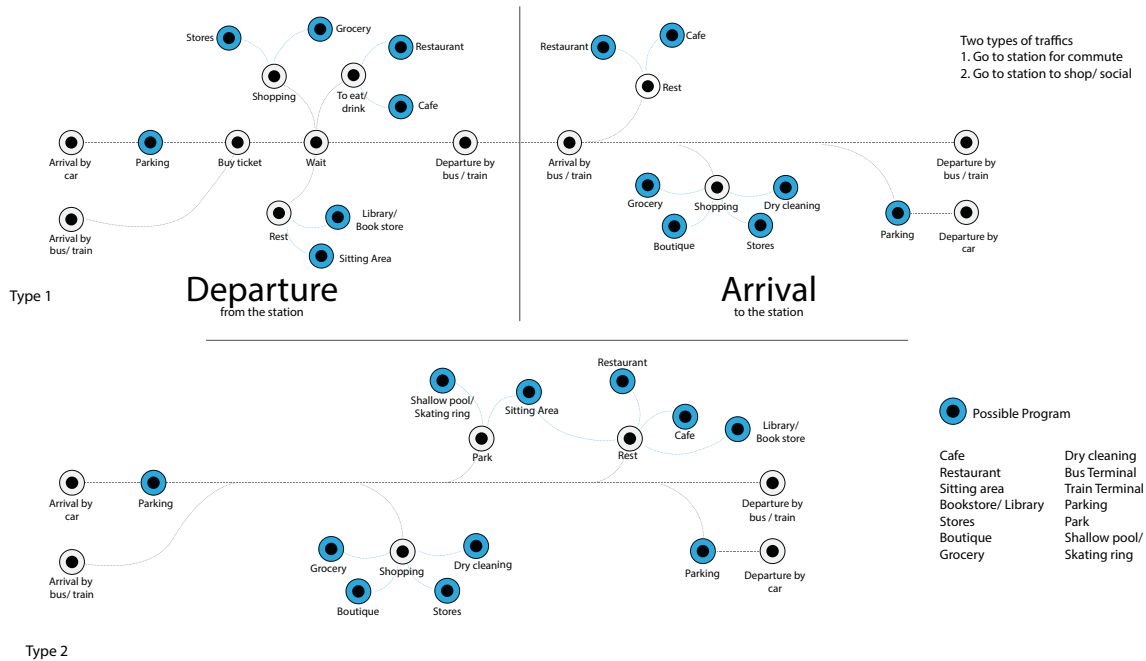 Stores
Grocery
Restaurant
Shopping
To eat/
drink
Cafe
Arrival by
car
Parking
Buy ticket
Wait
Departure by
bus / train
Arrival by
bus/ train
Rest
Library/
Book store
Sitting Area
Type 1
Departure
from the station
Restaurant
Cafe
Rest
Two types of traffics
1. Go to station for commute
2. Go to station to shop/ social
Arrival by
bus / train
Departure by
bus / train
Grocery
Shopping
Dry cleaning
Boutique
Stores
Parking
Departure by
car
Arrival
to the station
Restaurant
Shallow pool/
Skating ring
Sitting Area
Cafe
Library/
Book store
Park
Rest
Arrival by
car
Parking
Departure by
bus / train
Arrival by
bus/ train
Grocery
Shopping
Dry cleaning
Boutique
Stores
Parking
Departure by
car
Type 2
Possible Program
Cafe
Restaurant
Sitting area
Bookstore/ Library
Stores
Boutique
Grocery
Dry cleaning
Bus Terminal
Train Terminal
Parking
Park
Shallow pool/
Skating ring